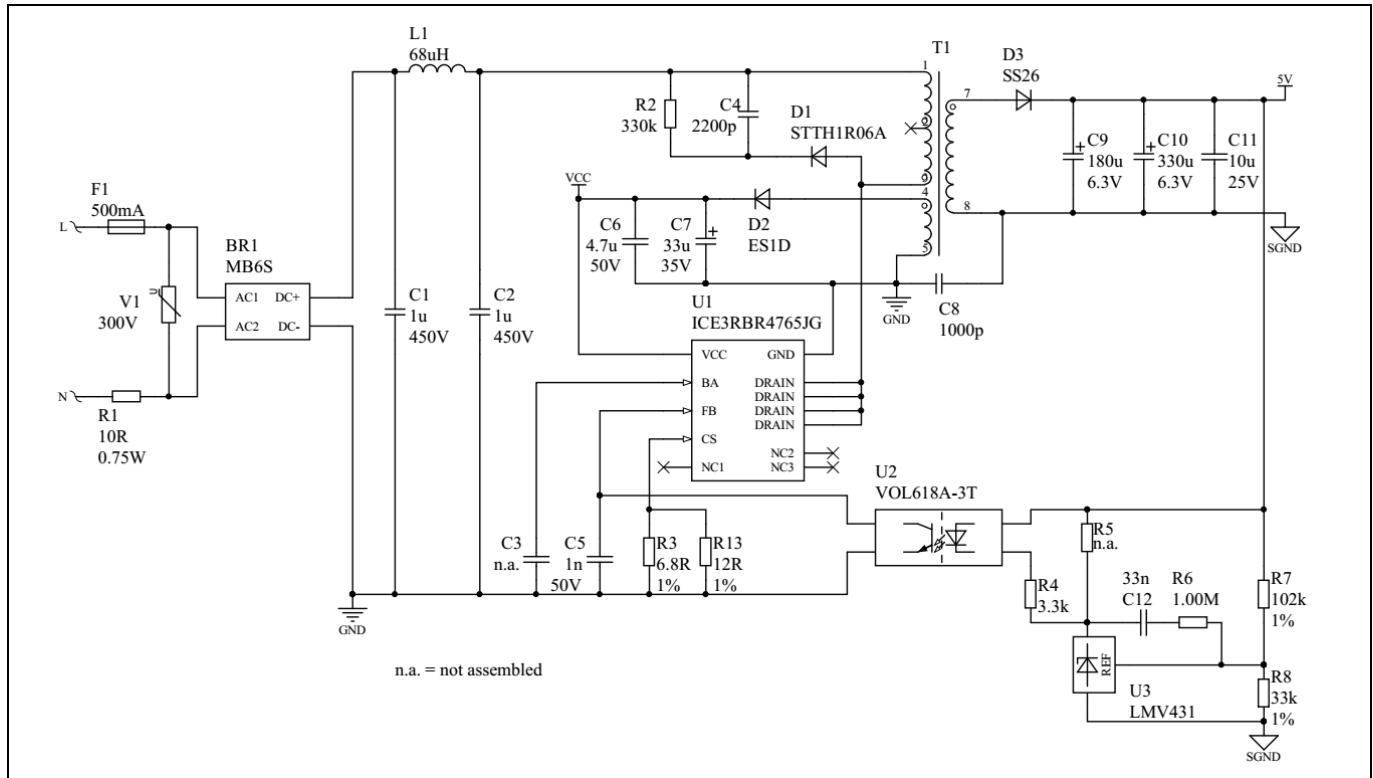 L1
68uH
T1
D3
SS26
5V
1
7
R2
330k
C4
2200p
D1
STTH1R06A
C9
180u
6.3V
C10
330u
6.3V
C11
10u
25V
VCC
4
8
F1
500mA
C6
4.7u
50V
C7
33u
35V
D2
ES1D
SGND
L
BR1
MB6S
5
V1
300V
U
AC1
DC+
AC2
DC-
C1
1u
450V
C2
1u
450V
U1
ICE3RBR4765JG
GND
C8
1000p
VCC
GND
BA
DRAIN
DRAIN
FB
DRAIN
DRAIN
CS
NC2
NC1
NC3
N
R1
10R
0.75W
U2
VOL618A-3T
C3
n.a.
C5
1n
50V
R3
6.8R
1%
R13
12R
1%
R5
n.a.
R4
3.3k
33n
C12
R6
1.00M
R7
102k
1%
GND
n.a. = not assembled
REF
U3
LMV431
R8
33k
1%
SGND